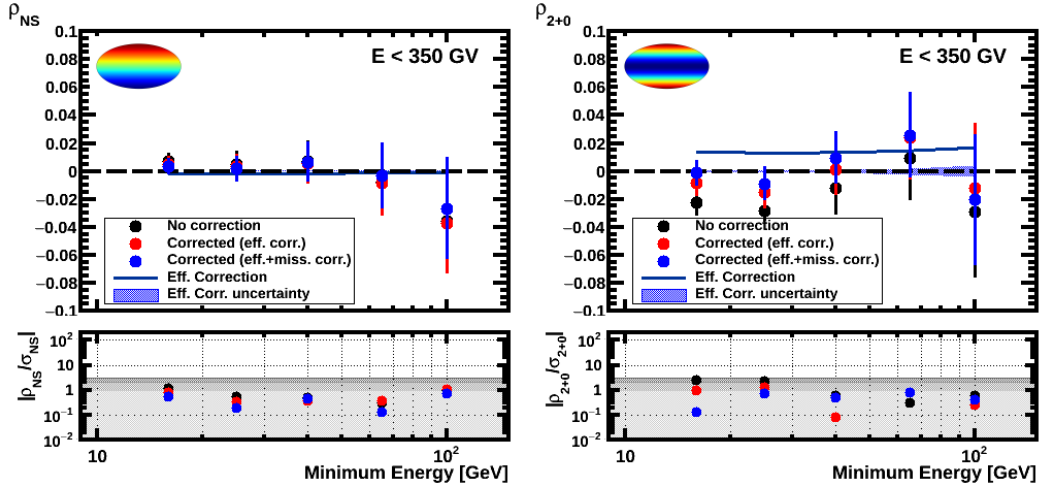 ρNS
0.1
0.08
0.06
0.04
0.02
0
−0.02
−0.04
−0.06
−0.08
−0.1
E < 350 GV
No correction
Corrected (eff. corr.)
Corrected (eff.+miss. corr.)
Eff. Correction
Eff. Corr. uncertainty
|ρNS/σNS|
10²
10
1
10⁻¹
10⁻²
10
10²
Minimum Energy [GeV]
ρ2+0
0.1
0.08
0.06
0.04
0.02
0
−0.02
−0.04
−0.06
−0.08
−0.1
E < 350 GV
No correction
Corrected (eff. corr.)
Corrected (eff.+miss. corr.)
Eff. Correction
Eff. Corr. uncertainty
|ρ2+0/σ2+0|
10²
10
1
10⁻¹
10⁻²
10
10²
Minimum Energy [GeV]